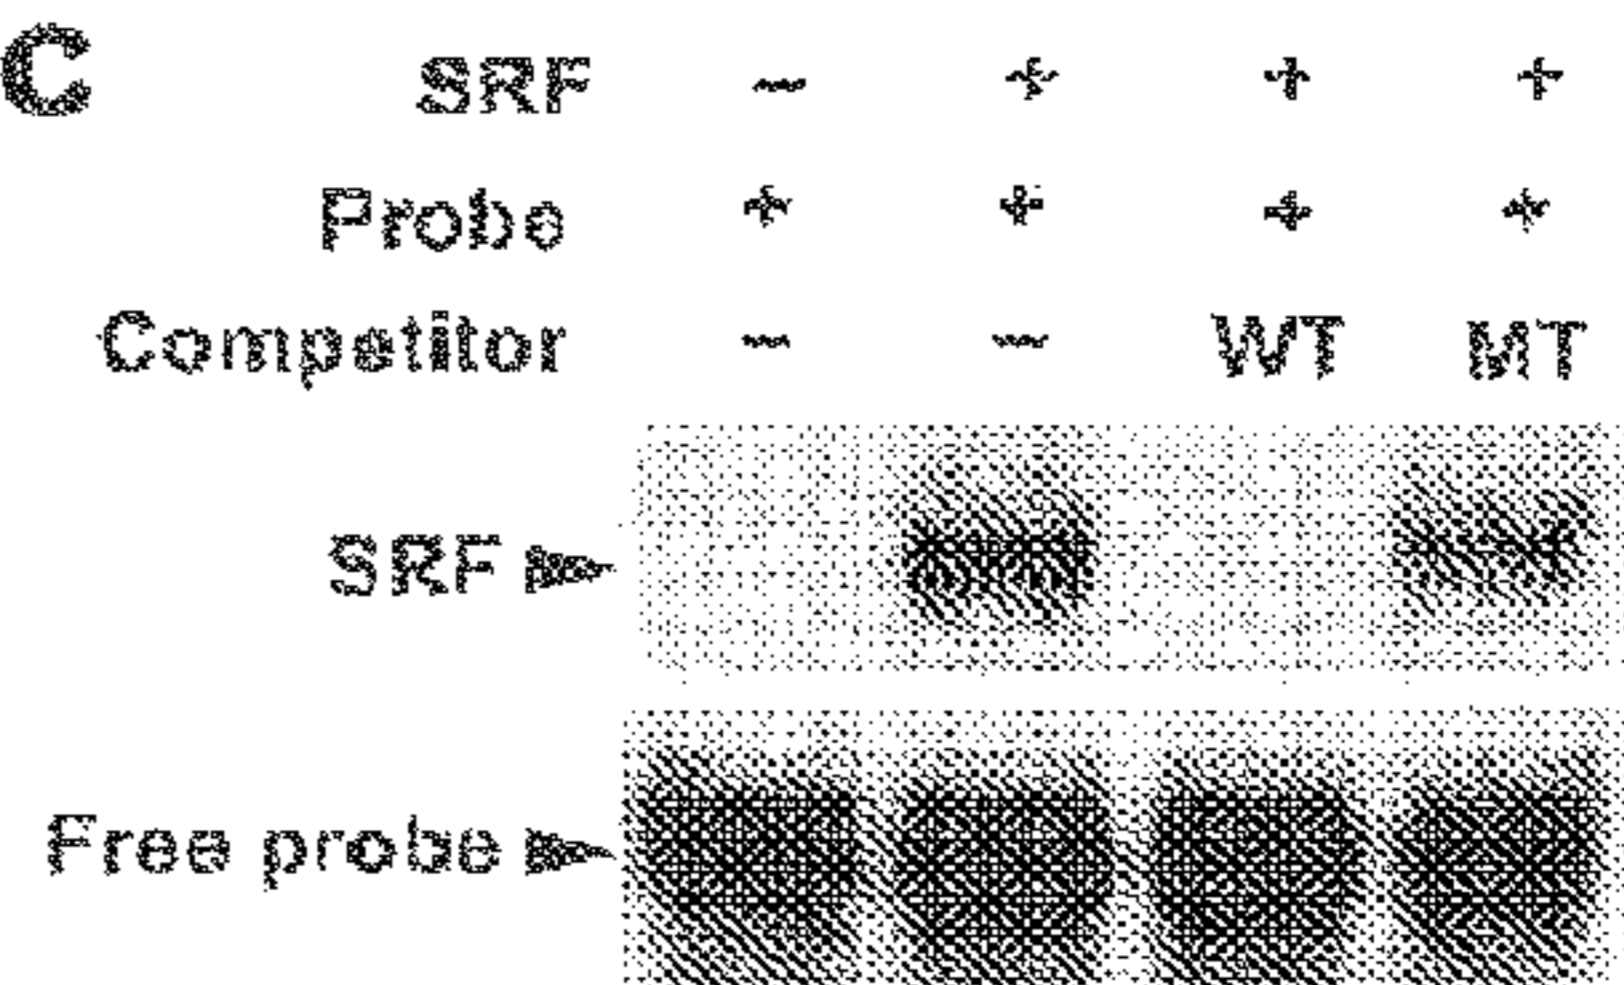 C
SRF − + + +
Probe + + + +
Competitor − − WT MT
SRF
Free probe